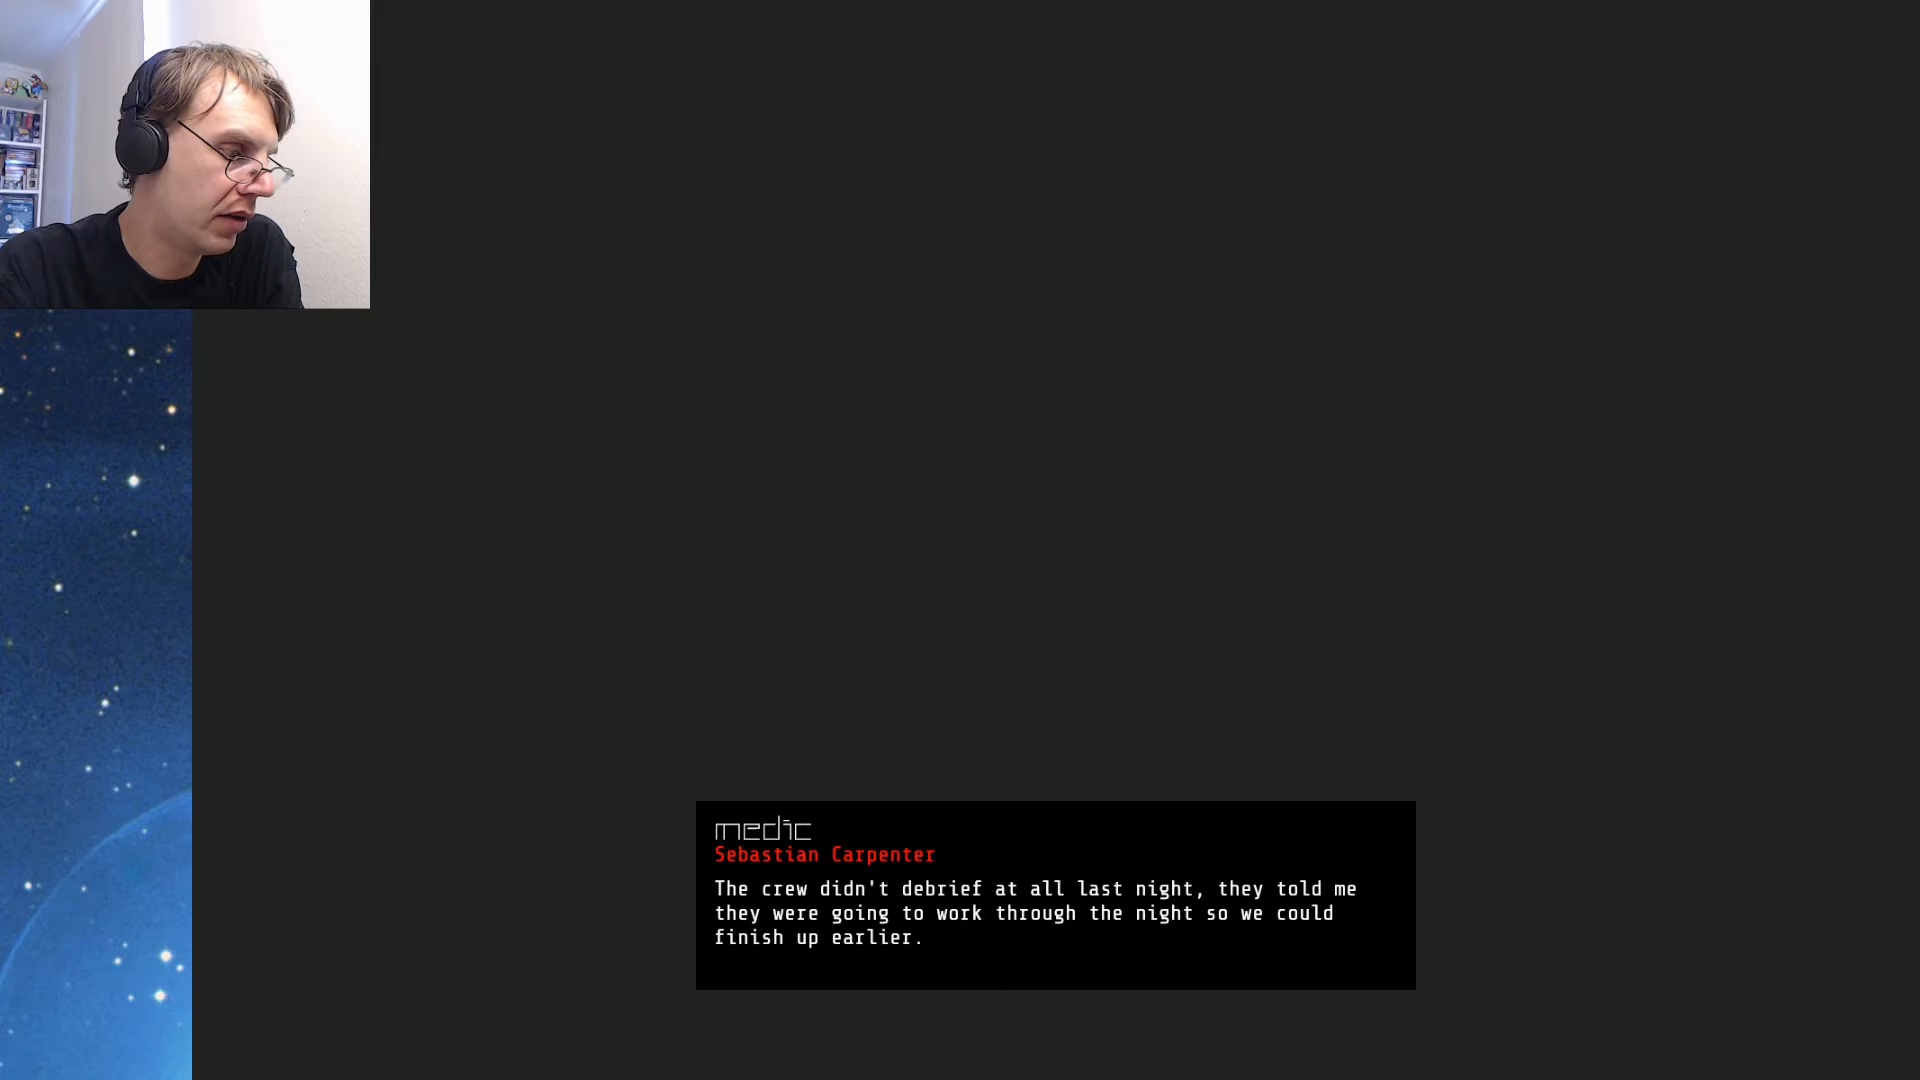 medic
Sebastian Carpenter
The crew didn't debrief at all last night, they told me
they were going to work through the night so we could
finish up earlier.